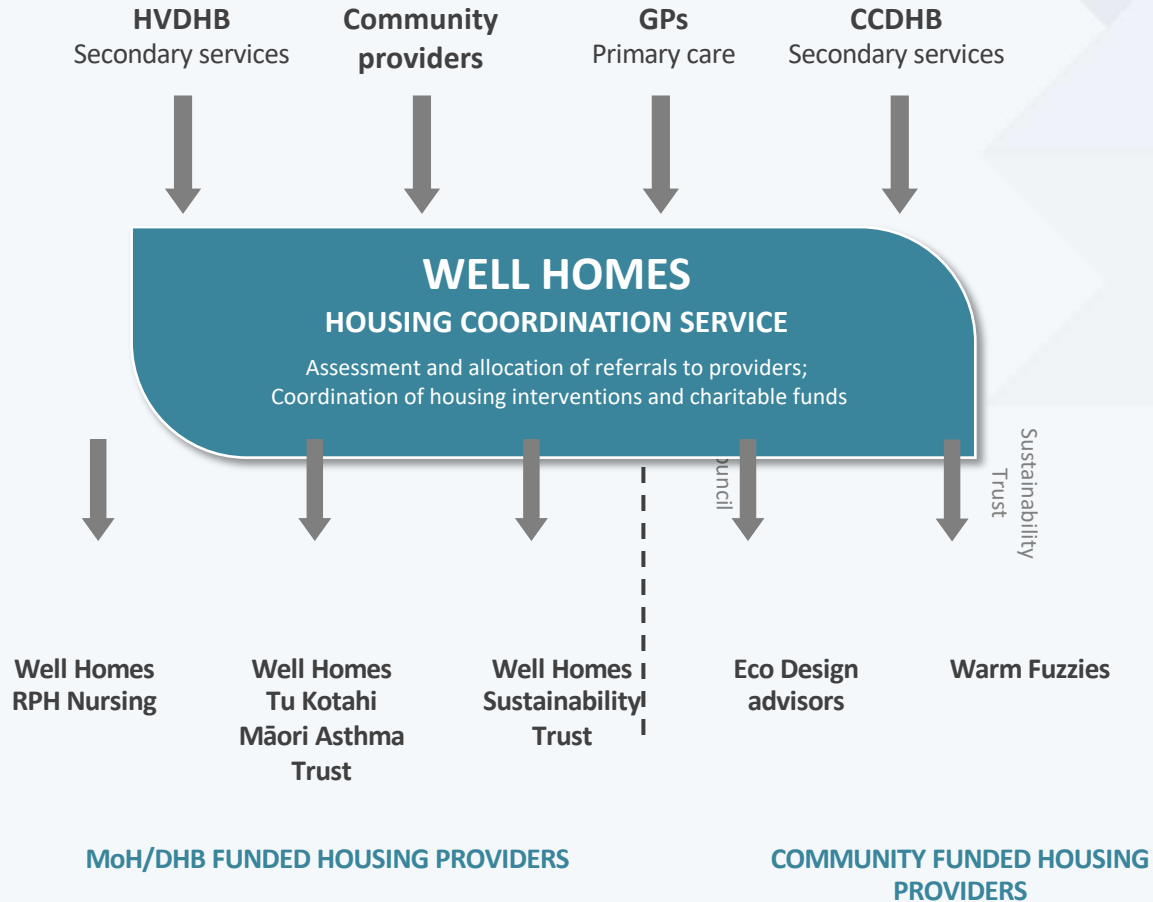 HVDHB
Secondary services
Community
providers
GPs
Primary care
CCDHB
Secondary services
WELL HOMES
HOUSING COORDINATION SERVICE
Assessment and allocation of referrals to providers;
Coordination of housing interventions and charitable funds
Sustainability
Trust
Well Homes
RPH Nursing
Well Homes
Tu Kotahi
Māori Asthma
Trust
Well Homes
Sustainability
Trust
Eco Design
advisors
Warm Fuzzies
MoH/DHB FUNDED HOUSING PROVIDERS
COMMUNITY FUNDED HOUSING
PROVIDERS